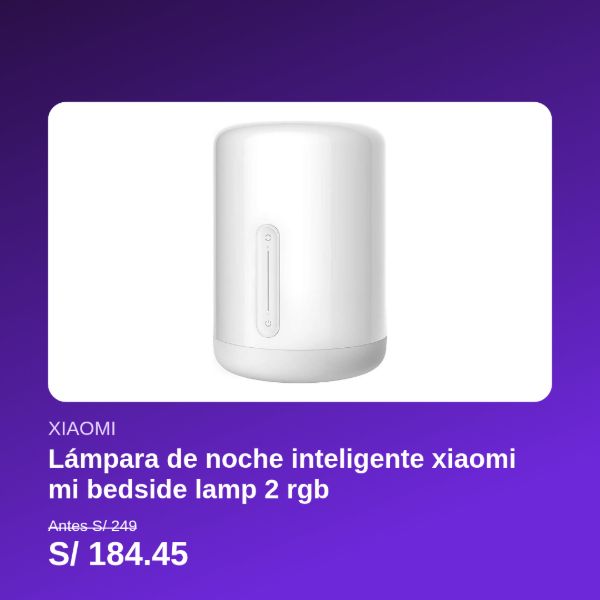 XIAOMI
Lámpara de noche inteligente xiaomi
mi bedside lamp 2 rgb
Antes S/ 249
S/ 184.45